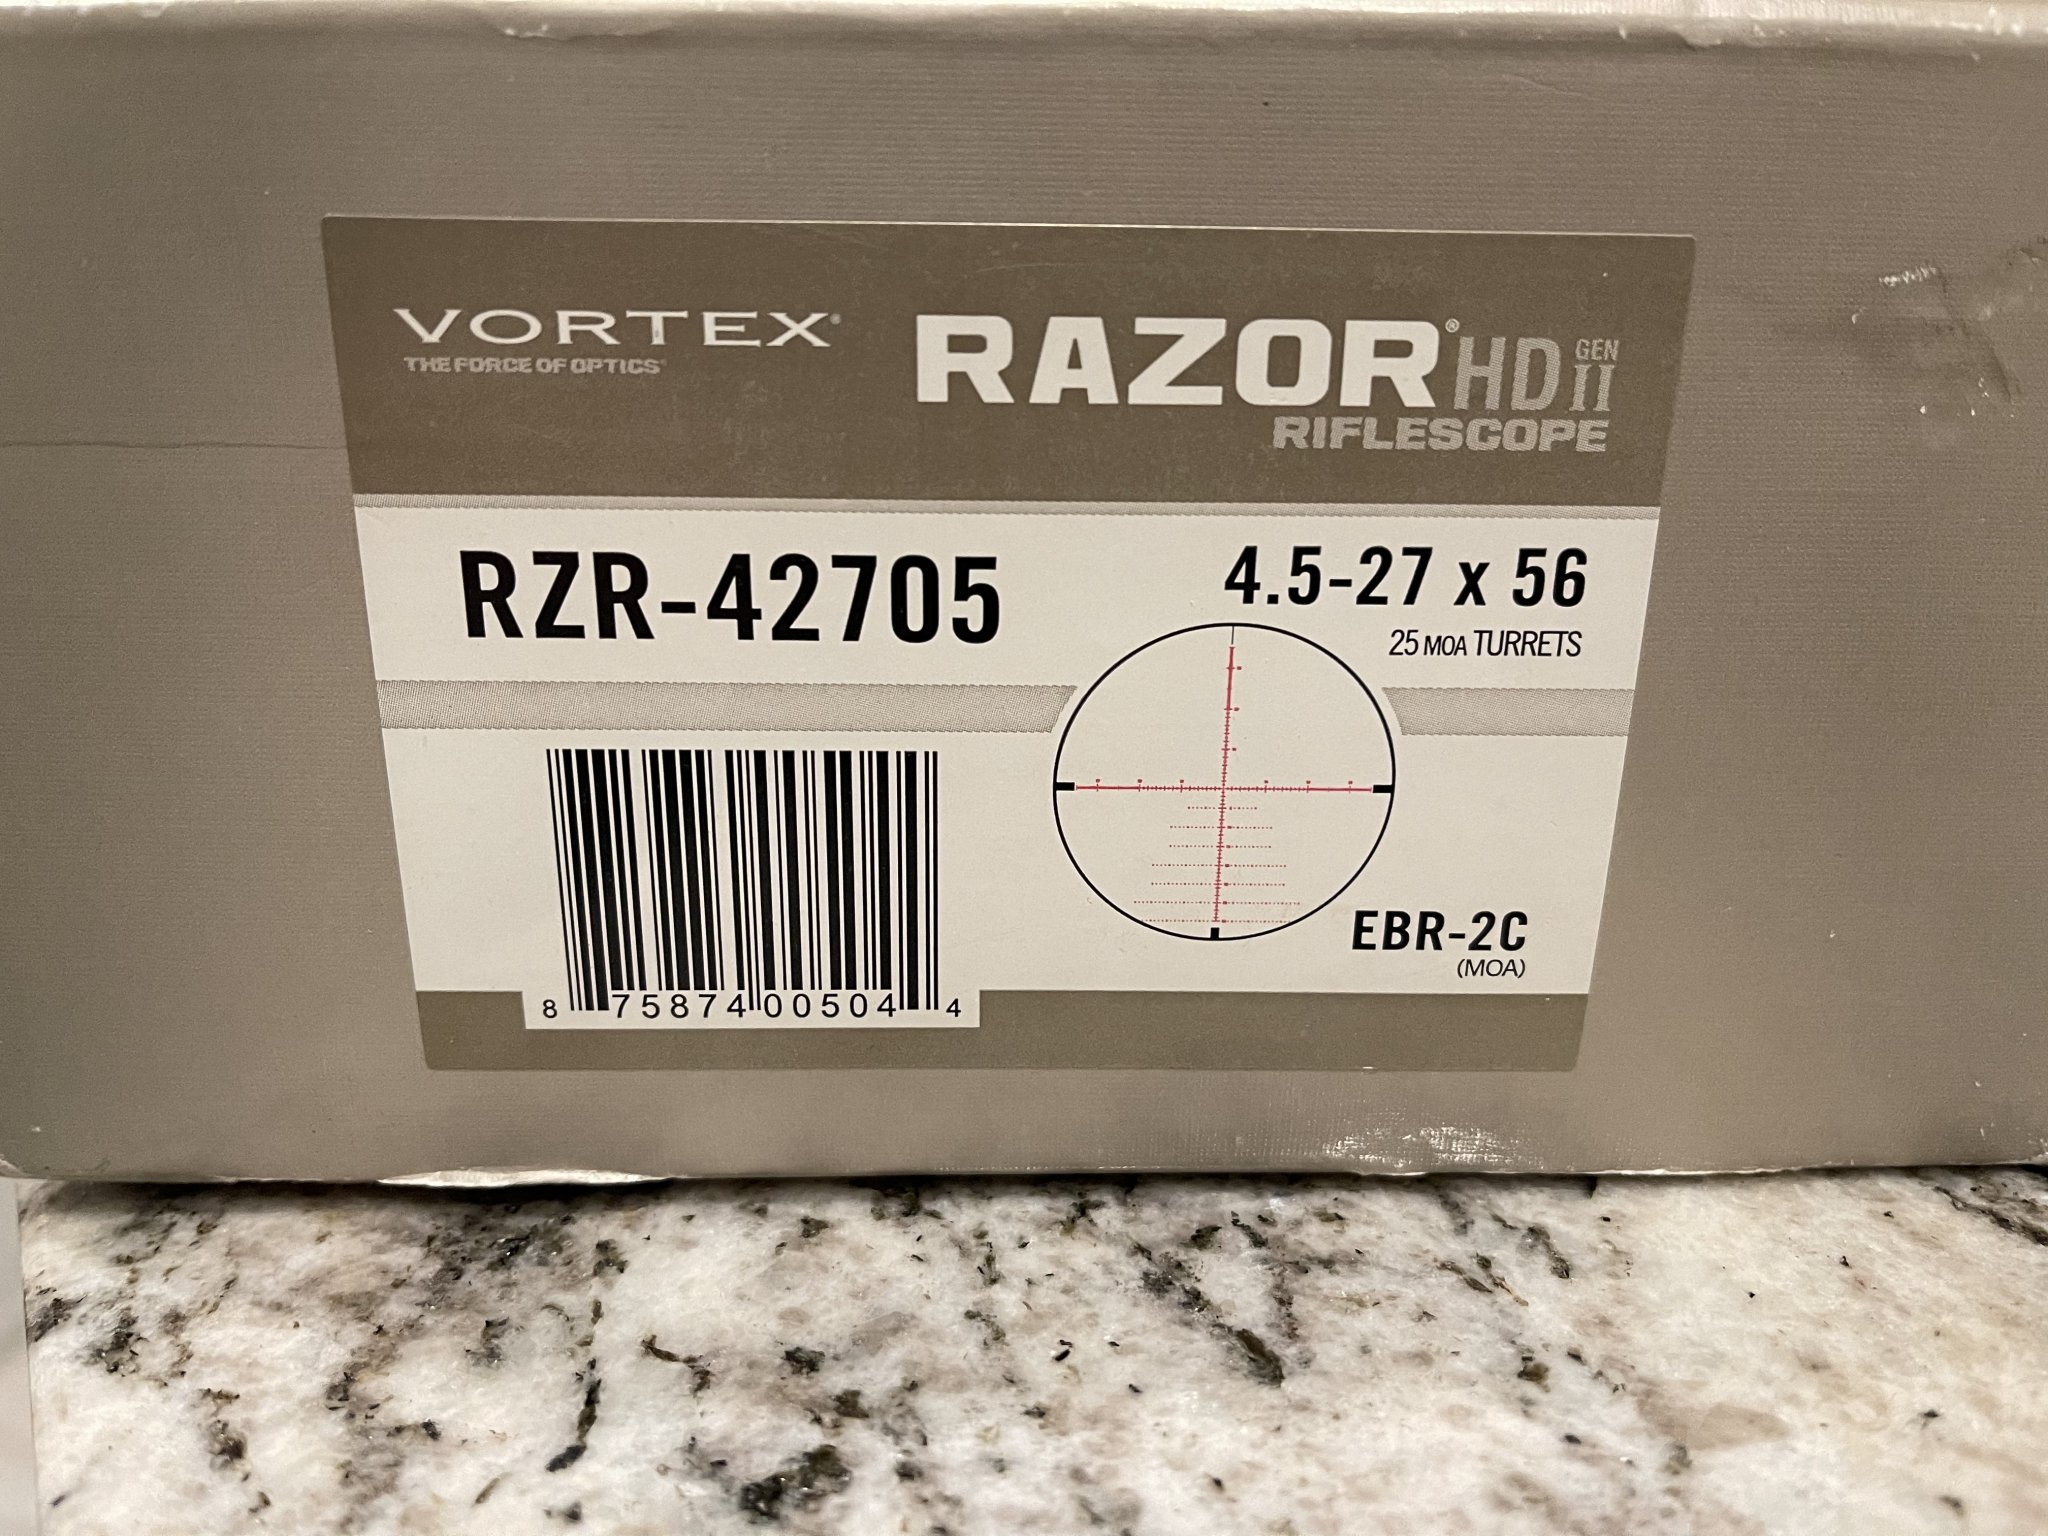 VORTEX®
THE FORCE OF OPTICS®
RAZOR® HD GEN II
RIFLESCOPE
RZR-42705
4.5-27 x 56
25 MOA TURRETS
EBR-2C
(MOA)
8 75874 00504 4